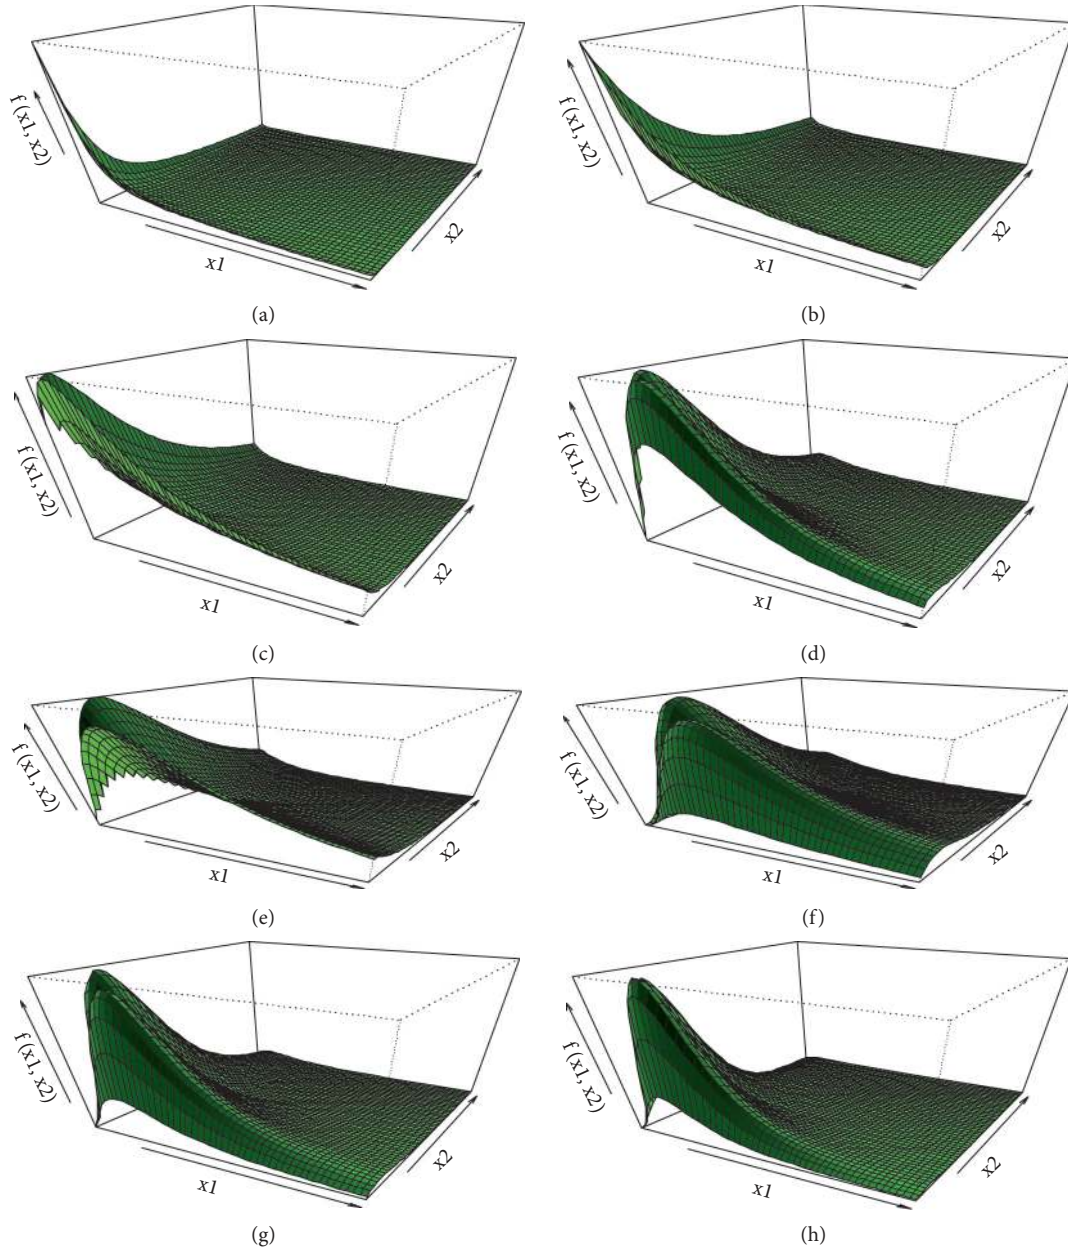 f (x1, x2)
x1
x2
(a)
f (x1, x2)
x1
x2
(b)
f (x1, x2)
x1
x2
(c)
f (x1, x2)
x1
x2
(d)
f (x1, x2)
x1
x2
(e)
f (x1, x2)
x1
x2
(f)
f (x1, x2)
x1
x2
(g)
f (x1, x2)
x1
x2
(h)